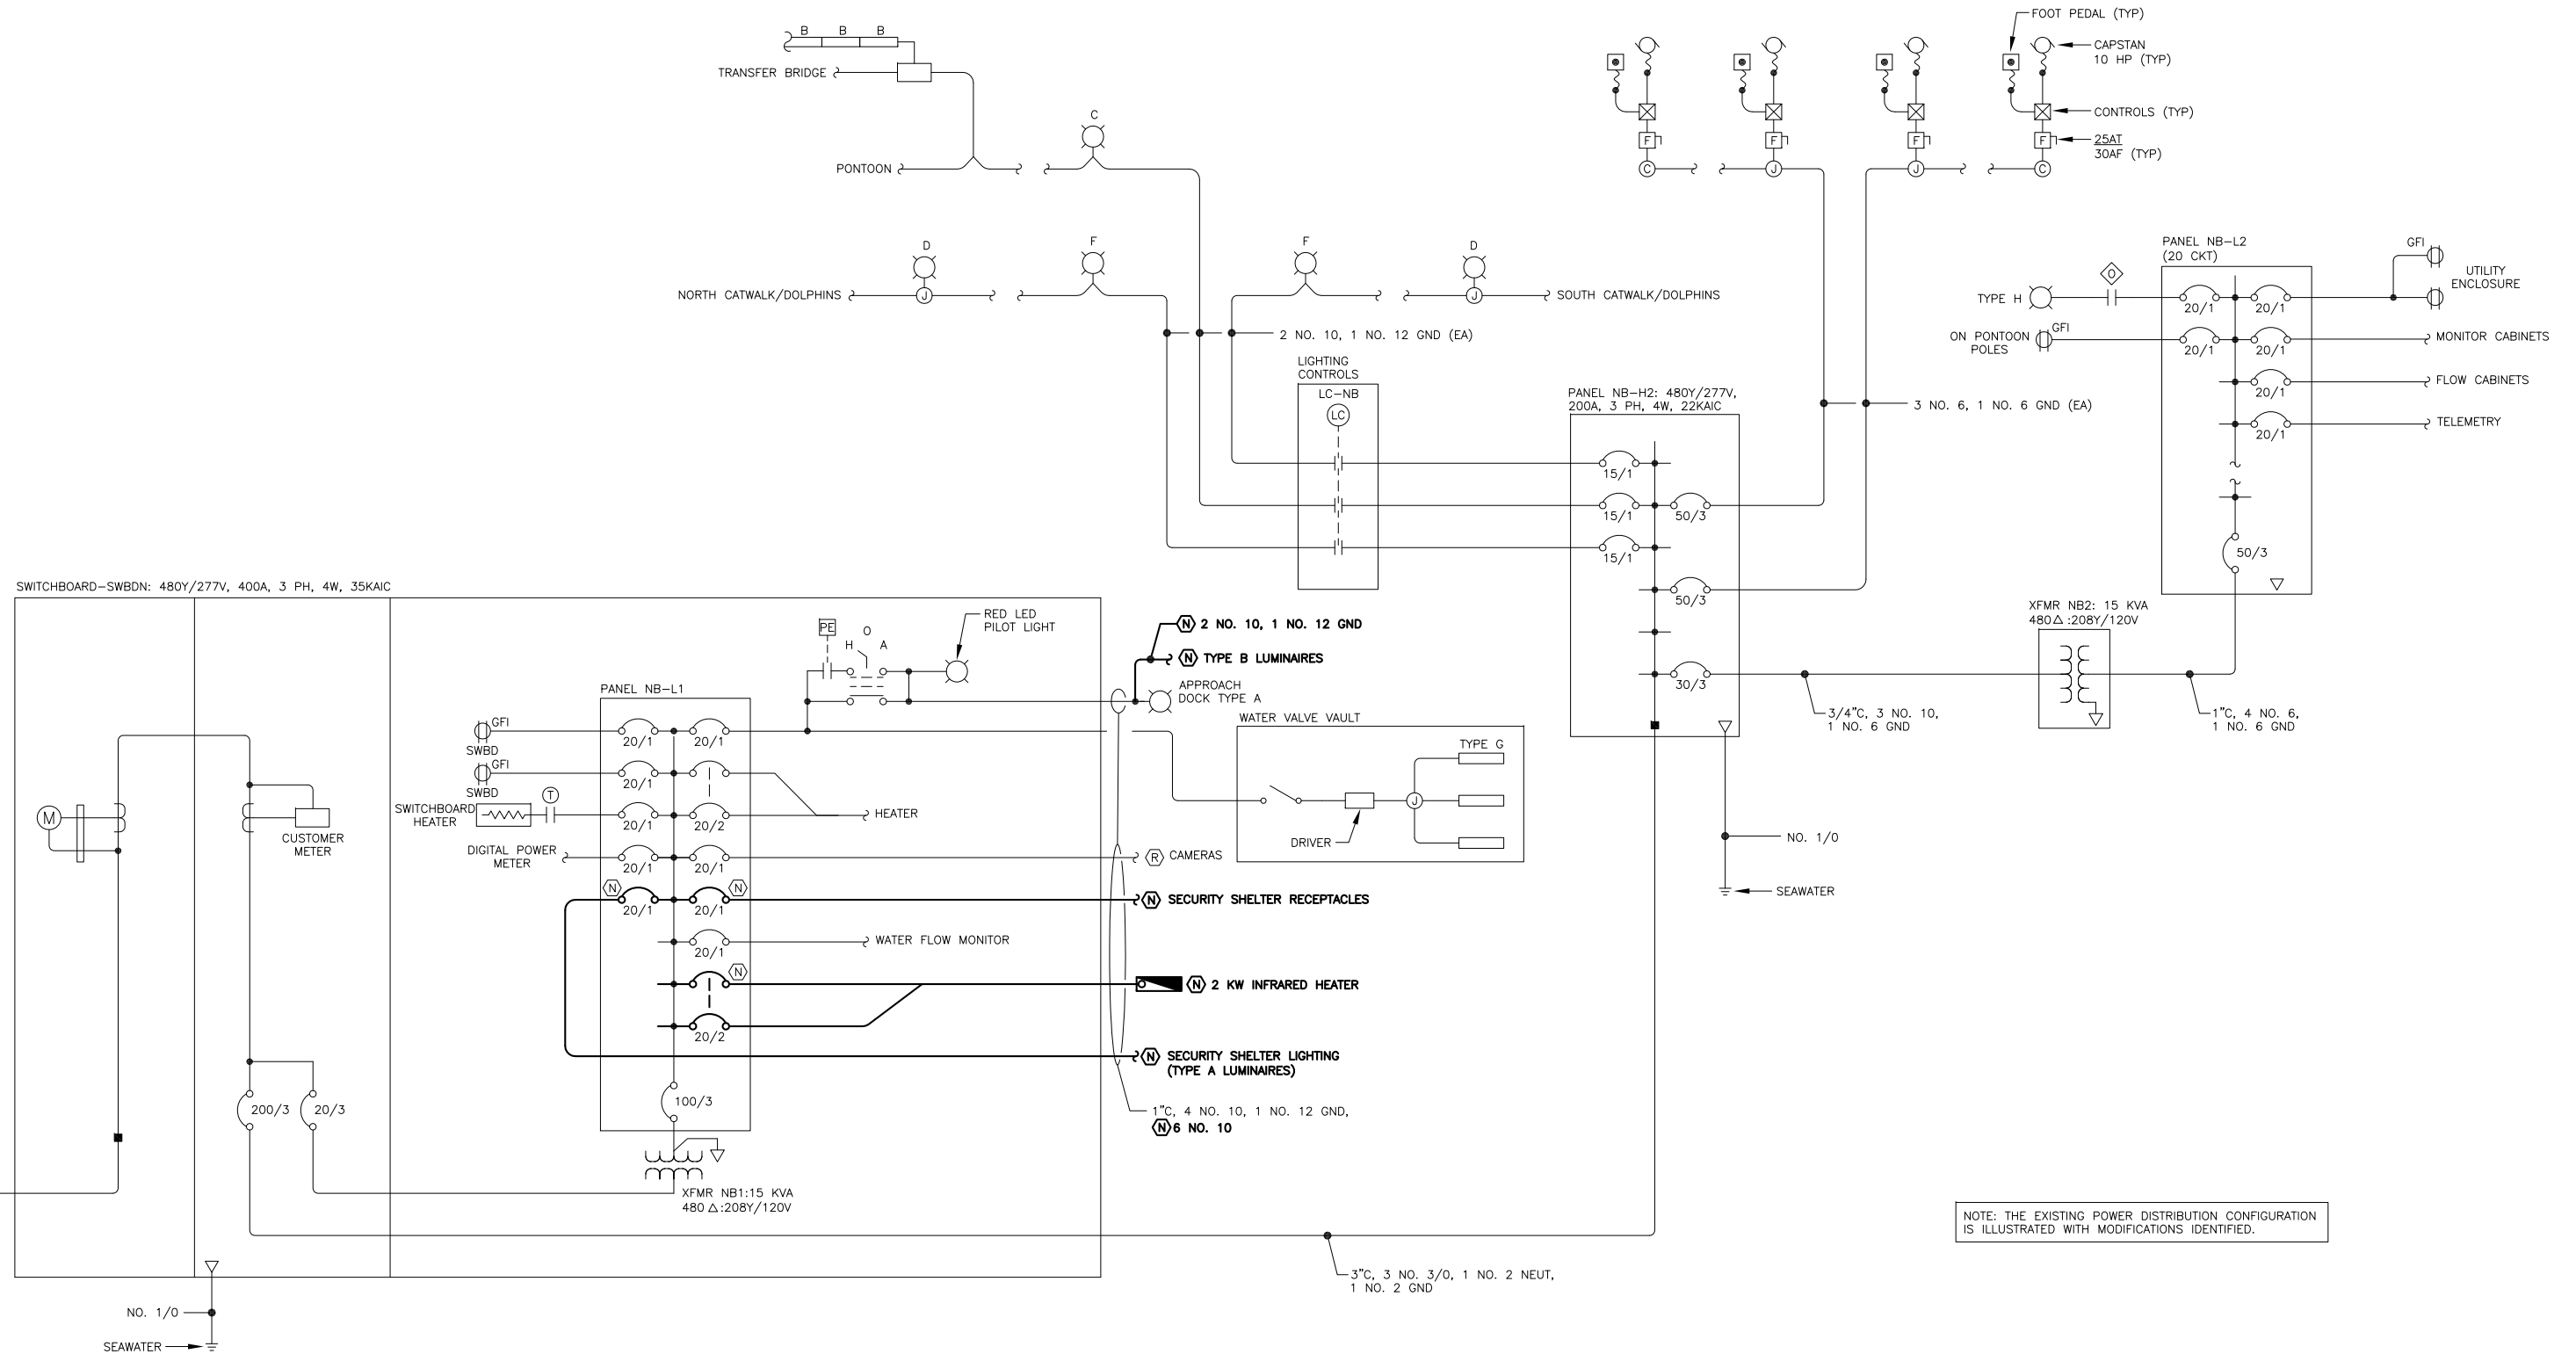 FOOT PEDAL (TYP)
B B B
CAPSTAN
10 HP (TYP)
TRANSFER BRIDGE
C
CONTROLS (TYP)
F F F F
25AT
30AF (TYP)
PONTOON
C J J C
D F F D
PANEL NB-L2
(20 CKT)
GFI
UTILITY
ENCLOSURE
O
NORTH CATWALK/DOLPHINS
J
J
SOUTH CATWALK/DOLPHINS
TYPE H
20/1 20/1
GFI
ON PONTOON
POLES
20/1 20/1
MONITOR CABINETS
2 NO. 10, 1 NO. 12 GND (EA)
LIGHTING
CONTROLS
LC-NB
LC
20/1
FLOW CABINETS
PANEL NB-H2: 480Y/277V,
200A, 3 PH, 4W, 22KAIC
3 NO. 6, 1 NO. 6 GND (EA)
20/1
TELEMETRY
15/1
15/1 50/3
15/1
50/3
50/3
30/3
SWITCHBOARD-SWBDN: 480Y/277V, 400A, 3 PH, 4W, 35KAIC
XFMR NB2: 15 KVA
480△:208Y/120V
RED LED
PILOT LIGHT
PE
H O A
N 2 NO. 10, 1 NO. 12 GND
N TYPE B LUMINAIRES
APPROACH
DOCK TYPE A
PANEL NB-L1
3/4"C, 3 NO. 10,
1 NO. 6 GND
1"C, 4 NO. 6,
1 NO. 6 GND
WATER VALVE VAULT
GFI
SWBD
20/1 20/1
TYPE G
GFI
SWBD
20/1
T
SWITCHBOARD
HEATER
20/1 20/2
HEATER
J
DRIVER
M
CUSTOMER
METER
NO. 1/0
DIGITAL POWER
METER
20/1 20/1
R CAMERAS
SEAWATER
N N
20/1 20/1
N SECURITY SHELTER RECEPTACLES
20/1
WATER FLOW MONITOR
N
N 2 KW INFRARED HEATER
20/2
N SECURITY SHELTER LIGHTING
(TYPE A LUMINAIRES)
200/3 20/3
100/3
1"C, 4 NO. 10, 1 NO. 12 GND,
N 6 NO. 10
XFMR NB1:15 KVA
480 △:208Y/120V
NOTE: THE EXISTING POWER DISTRIBUTION CONFIGURATION
IS ILLUSTRATED WITH MODIFICATIONS IDENTIFIED.
3"C, 3 NO. 3/0, 1 NO. 2 NEUT,
1 NO. 2 GND
NO. 1/0
SEAWATER